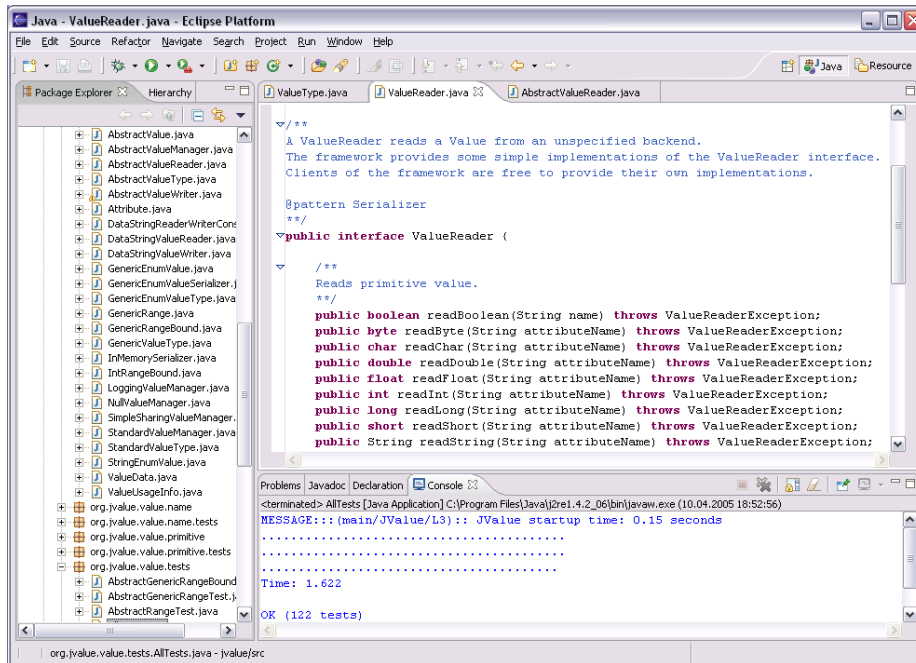 Java - ValueReader.java - Eclipse Platform
File Edit Source Refactor Navigate Search Project Run Window Help
Java Resource
Package Explorer Hierarchy
ValueType.java ValueReader.java AbstractValueReader.java
AbstractValue.java
AbstractValueManager.java
AbstractValueReader.java
AbstractValueType.java
AbstractValueWriter.java
Attribute.java
DataStringReaderWriterCons
DataStringValueReader.java
DataStringValueWriter.java
GenericEnumValue.java
GenericEnumValueSerializer.j
GenericEnumValueType.java
GenericRange.java
GenericRangeBound.java
GenericValueType.java
InMemorySerializer.java
IntRangeBound.java
LoggingValueManager.java
NullValueManager.java
SimpleSharingValueManager.
StandardValueManager.java
StandardValueType.java
StringEnumValue.java
ValueData.java
ValueUsageInfo.java
org.jvalue.value.name
org.jvalue.value.name.tests
org.jvalue.value.primitive
org.jvalue.value.primitive.tests
org.jvalue.value.tests
AbstractGenericRangeBound
AbstractGenericRangeTest.j
AbstractRangeTest.java
/**
A ValueReader reads a Value from an unspecified backend.
The framework provides some simple implementations of the ValueReader interface.
Clients of the framework are free to provide their own implementations.
@pattern Serializer
**/
public interface ValueReader {
/**
Reads primitive value.
**/
public boolean readBoolean(String name) throws ValueReaderException;
public byte readByte(String attributeName) throws ValueReaderException;
public char readChar(String attributeName) throws ValueReaderException;
public double readDouble(String attributeName) throws ValueReaderException;
public float readFloat(String attributeName) throws ValueReaderException;
public int readInt(String attributeName) throws ValueReaderException;
public long readLong(String attributeName) throws ValueReaderException;
public short readShort(String attributeName) throws ValueReaderException;
public String readString(String attributeName) throws ValueReaderException;
Problems Javadoc Declaration Console
<terminated> AllTests [Java Application] C:\Program Files\Java\j2re1.4.2_06\bin\javaw.exe (10.04.2005 18:52:56)
MESSAGE:::(main/JValue/L3):: JValue startup time: 0.15 seconds
.........................................
.........................................
........................................
Time: 1.622
OK (122 tests)
org.jvalue.value.tests.AllTests.java - jvalue/src